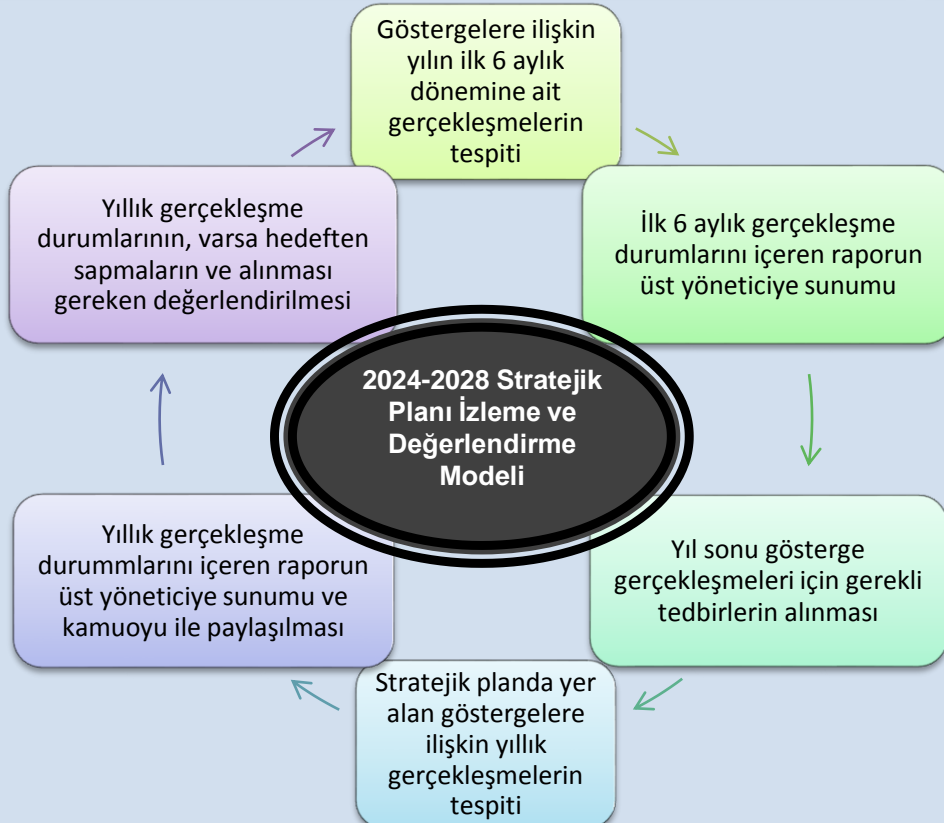 Göstergelere ilişkin
yılın ilk 6 aylık
dönemine ait
gerçekleşmelerin
tespiti
İlk 6 aylık gerçekleşme
durumlarını içeren raporun
üst yöneticiye sunumu
Yıl sonu gösterge
gerçekleşmeleri için gerekli
tedbirlerin alınması
Stratejik planda yer
alan göstergelere
ilişkin yıllık
gerçekleşmelerin
tespiti
Yıllık gerçekleşme
durummlarını içeren raporun
üst yöneticiye sunumu ve
kamuoyu ile paylaşılması
Yıllık gerçekleşme
durumlarının, varsa hedeften
sapmaların ve alınması
gereken değerlendirilmesi
2024-2028 Stratejik
Planı İzleme ve
Değerlendirme
Modeli